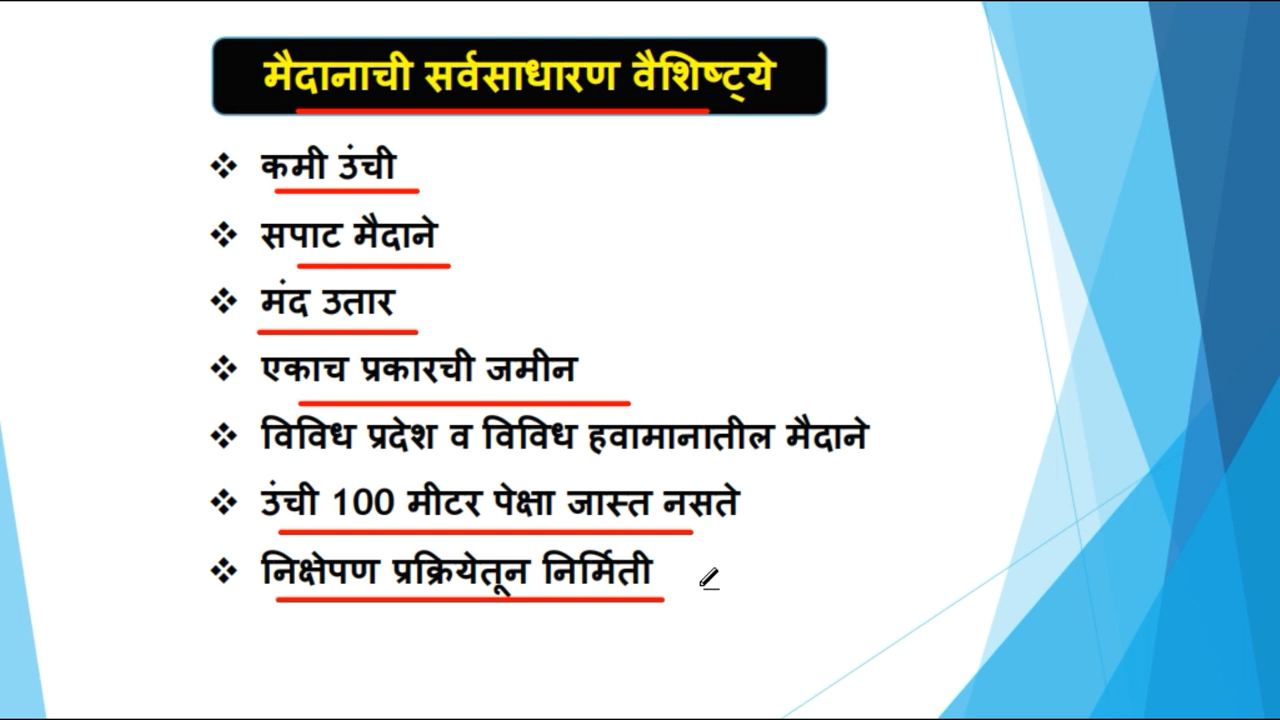 मैदानाची सर्वसाधारण वैशिष्ट्ये
❖ कमी उंची
❖ सपाट मैदाने
❖ मंद उतार
❖ एकाच प्रकारची जमीन
❖ विविध प्रदेश व विविध हवामानातील मैदाने
❖ उंची 100 मीटर पेक्षा जास्त नसते
❖ निक्षेपण प्रक्रियेतून निर्मिती